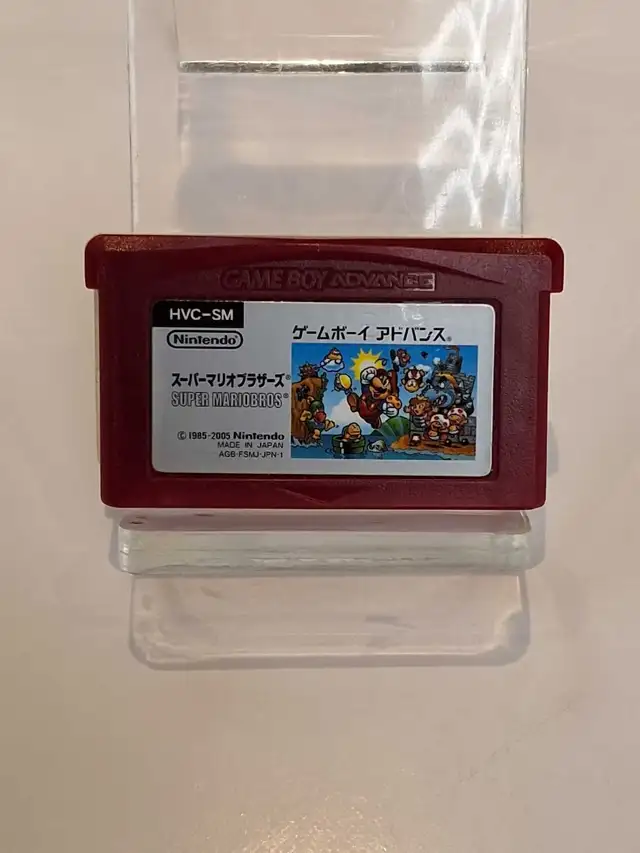 GAME BOY ADVANCE
HVC-SM
Nintendo®
ゲームボーイ アドバンス®
スーパーマリオブラザーズ®
SUPER MARIOBROS®
© 1985-2005 Nintendo
MADE IN JAPAN
AGB-FSMJ-JPN-1